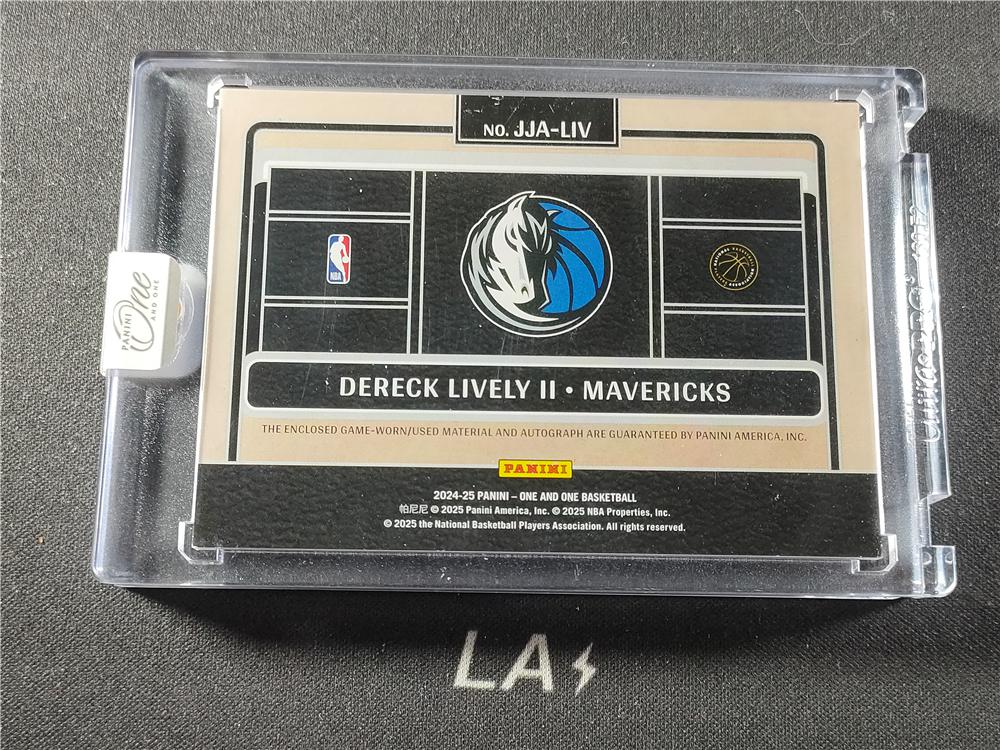 NO. JJA-LIV
NBA
PANINI
One
AND ONE
DERECK LIVELY II • MAVERICKS
THE ENCLOSED GAME-WORN/USED MATERIAL AND AUTOGRAPH ARE GUARANTEED BY PANINI AMERICA, INC.
PANINI
2024-25 PANINI – ONE AND ONE BASKETBALL
帕尼尼 © 2025 Panini America, Inc. © 2025 NBA Properties, Inc.
© 2025 the National Basketball Players Association. All rights reserved.
LA